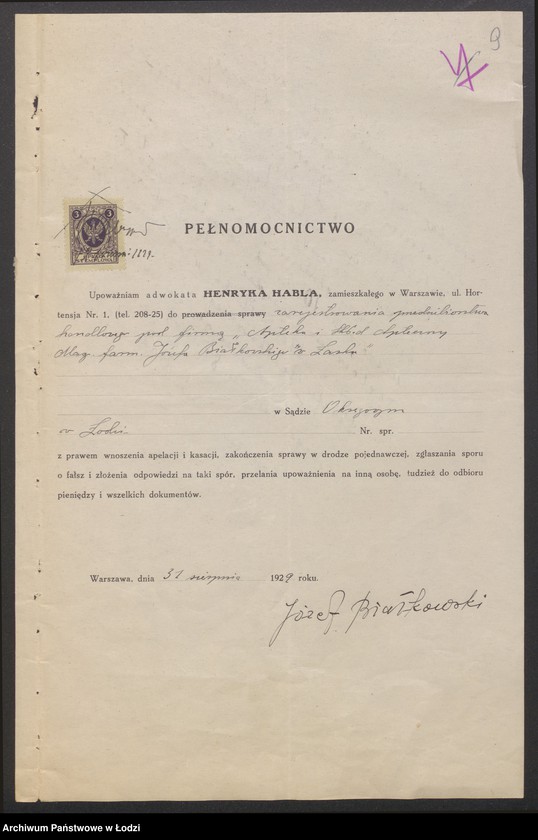 9
3 3
PEŁNOMOCNICTWO
Upoważniam adwokata HENRYKA HABLA, zamieszkałego w Warszawie, ul. Hor-
tensja Nr. 1, (tel. 208-25) do prowadzenia sprawy zarejestrowania przedsiębiorstwa
handlowego pod firmą „Apteka i Skład Apteczny
Mag. farm. Józefa Białkowskiego w Łasku"
w Sądzie Okręgowym
w Łodzi Nr. spr.
z prawem wnoszenia apelacji i kasacji, zakończenia sprawy w drodze pojednawczej, zgłaszania sporu
o fałsz i złożenia odpowiedzi na taki spór, przelania upoważnienia na inną osobę, tudzież do odbioru
pieniędzy i wszelkich dokumentów.
Warszawa, dnia 31 sierpnia 1929 roku.
Józef Białkowski
Archiwum Państwowe w Łodzi